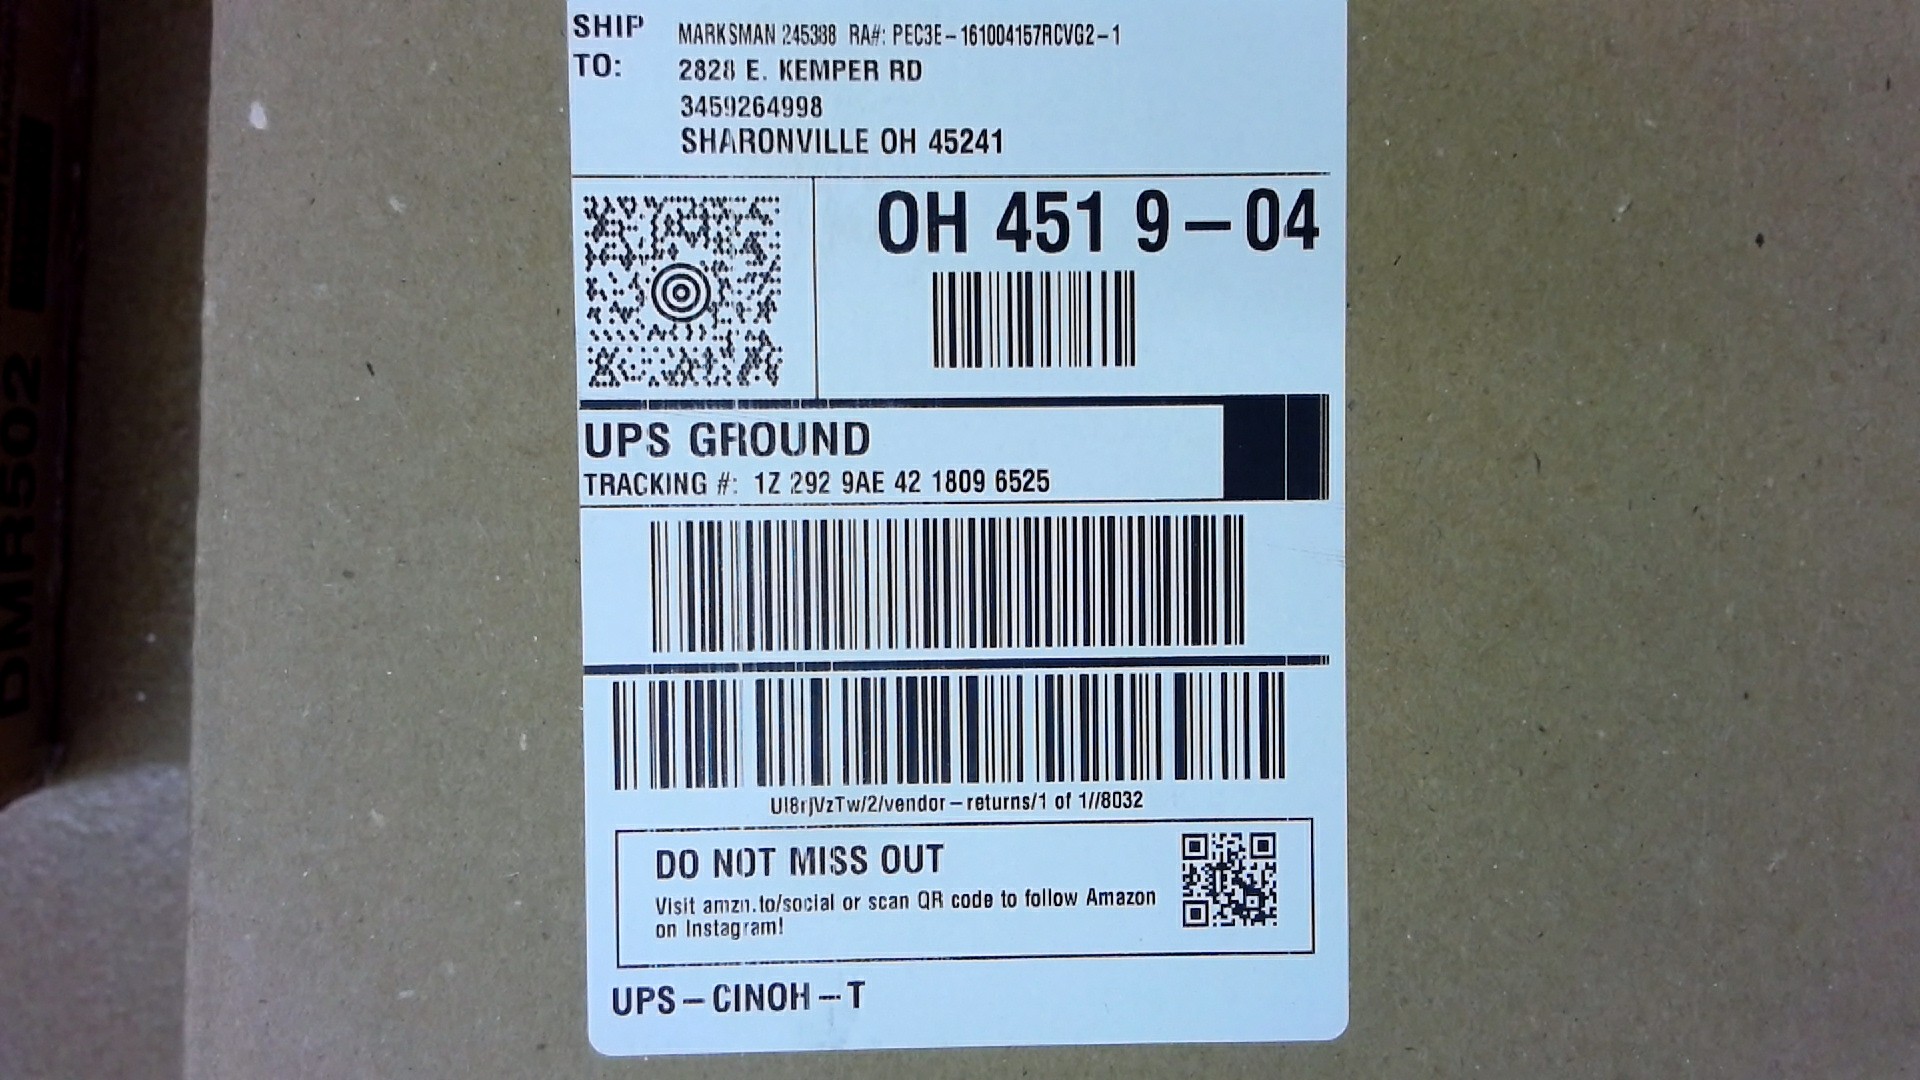 SHIP TO:
MARKSMAN 245388 RA#: PEC3E-161004157RCVG2-1
2828 E. KEMPER RD
3459264998
SHARONVILLE OH 45241
OH 451 9-04
UPS GROUND
TRACKING #: 1Z 292 9AE 42 1809 6525
UI8rjVzTw/2/vendor-returns/1 of 1//8032
DO NOT MISS OUT
Visit amzn.to/social or scan QR code to follow Amazon
on Instagram!
UPS-CINOH-T
DMR502